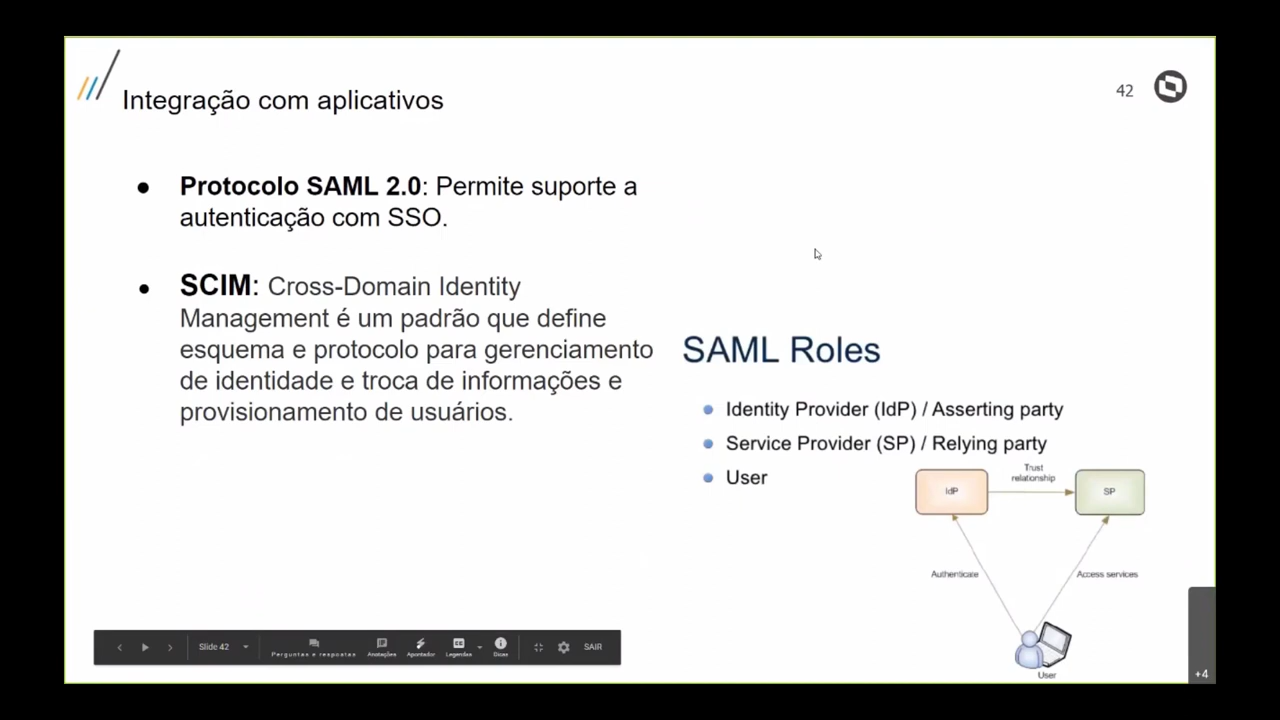 Integração com aplicativos
42
● Protocolo SAML 2.0: Permite suporte a
autenticação com SSO.
● SCIM: Cross-Domain Identity
Management é um padrão que define
esquema e protocolo para gerenciamento
de identidade e troca de informações e
provisionamento de usuários.
SAML Roles
● Identity Provider (IdP) / Asserting party
● Service Provider (SP) / Relying party
● User
Trust
relationship
IdP
SP
Authenticate
Access services
User
Slide 42
Perguntas e respostas
Anotações
Apontador
Legendas
Dicas
SAIR
+4